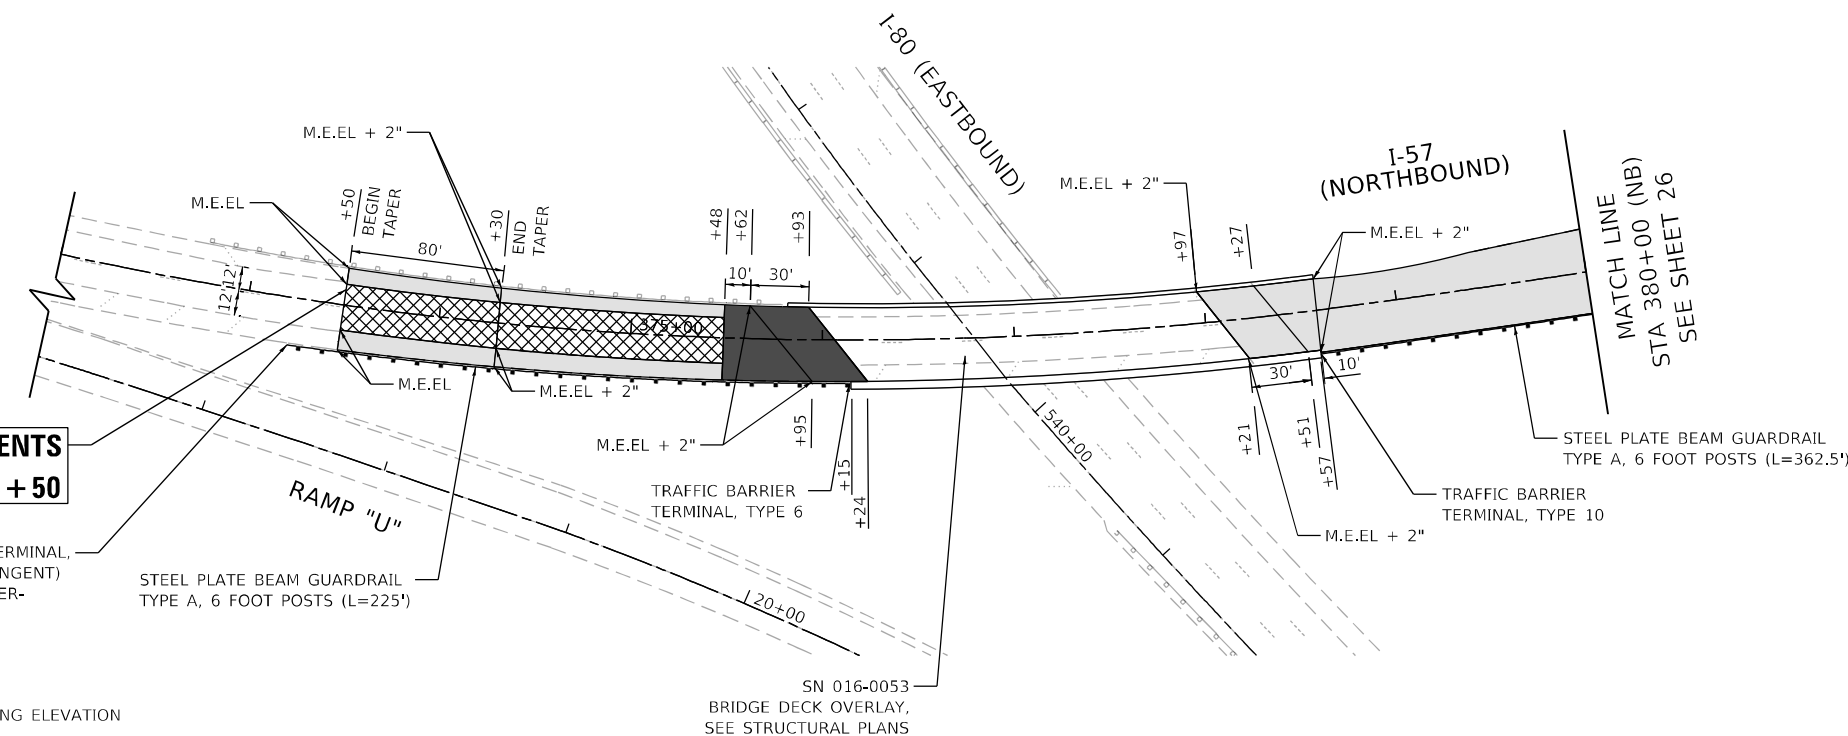 I-80 (EASTBOUND)
I-57
(NORTHBOUND)
MATCH LINE
STA 380+00 (NB)
SEE SHEET 26
M.E.EL + 2"
M.E.EL
+50
BEGIN
TAPER
+30
END
TAPER
80'
+48
+62
+93
10'
30'
12'
12'
375+00
M.E.EL + 2"
+97
+27
M.E.EL + 2"
M.E.EL
M.E.EL + 2"
M.E.EL + 2"
+95
+15
+24
540+00
30'
10'
+21
+51
+57
ENTS
+50
RAMP "U"
TRAFFIC BARRIER
TERMINAL, TYPE 6
STEEL PLATE BEAM GUARDRAIL
TYPE A, 6 FOOT POSTS (L=362.5')
TRAFFIC BARRIER
TERMINAL, TYPE 10
M.E.EL + 2"
ERMINAL,
NGENT)
ER-
STEEL PLATE BEAM GUARDRAIL
TYPE A, 6 FOOT POSTS (L=225')
20+00
SN 016-0053
BRIDGE DECK OVERLAY,
SEE STRUCTURAL PLANS
NG ELEVATION